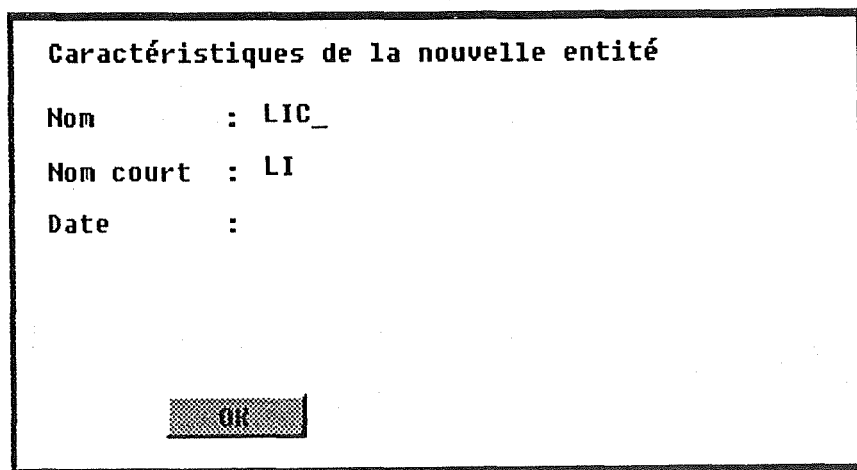 Caractéristiques de la nouvelle entité
Nom : LIC_
Nom court : LI
Date :
OK